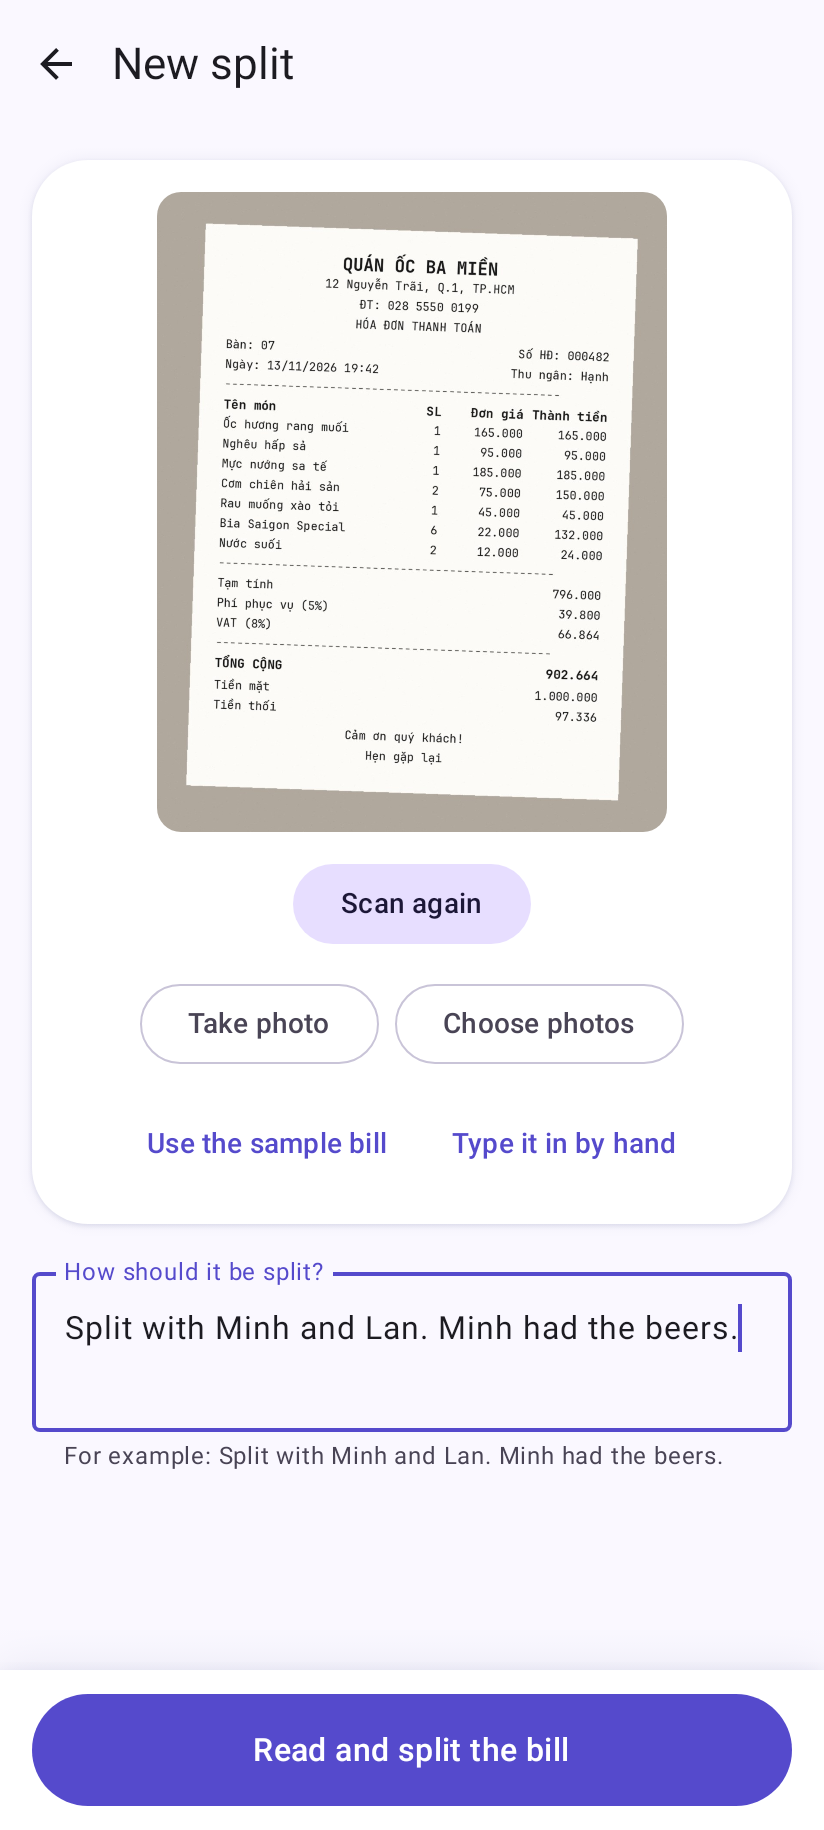 New split
QUÁN ỐC BA MIỀN
12 Nguyễn Trãi, Q.1, TP.HCM
ĐT: 028 5550 0199
HÓA ĐƠN THANH TOÁN
Bàn: 07 Số HĐ: 000482
Ngày: 13/11/2026 19:42 Thu ngân: Hạnh
Tên món SL Đơn giá Thành tiền
Ốc hương rang muối 1 165.000 165.000
Nghêu hấp sả 1 95.000 95.000
Mực nướng sa tế 1 185.000 185.000
Cơm chiên hải sản 2 75.000 150.000
Rau muống xào tỏi 1 45.000 45.000
Bia Saigon Special 6 22.000 132.000
Nước suối 2 12.000 24.000
Tạm tính 796.000
Phí phục vụ (5%) 39.800
VAT (8%) 66.864
TỔNG CỘNG 902.664
Tiền mặt 1.000.000
Tiền thối 97.336
Cảm ơn quý khách!
Hẹn gặp lại
Scan again
Take photo Choose photos
Use the sample bill Type it in by hand
How should it be split?
Split with Minh and Lan. Minh had the beers.
For example: Split with Minh and Lan. Minh had the beers.
Read and split the bill